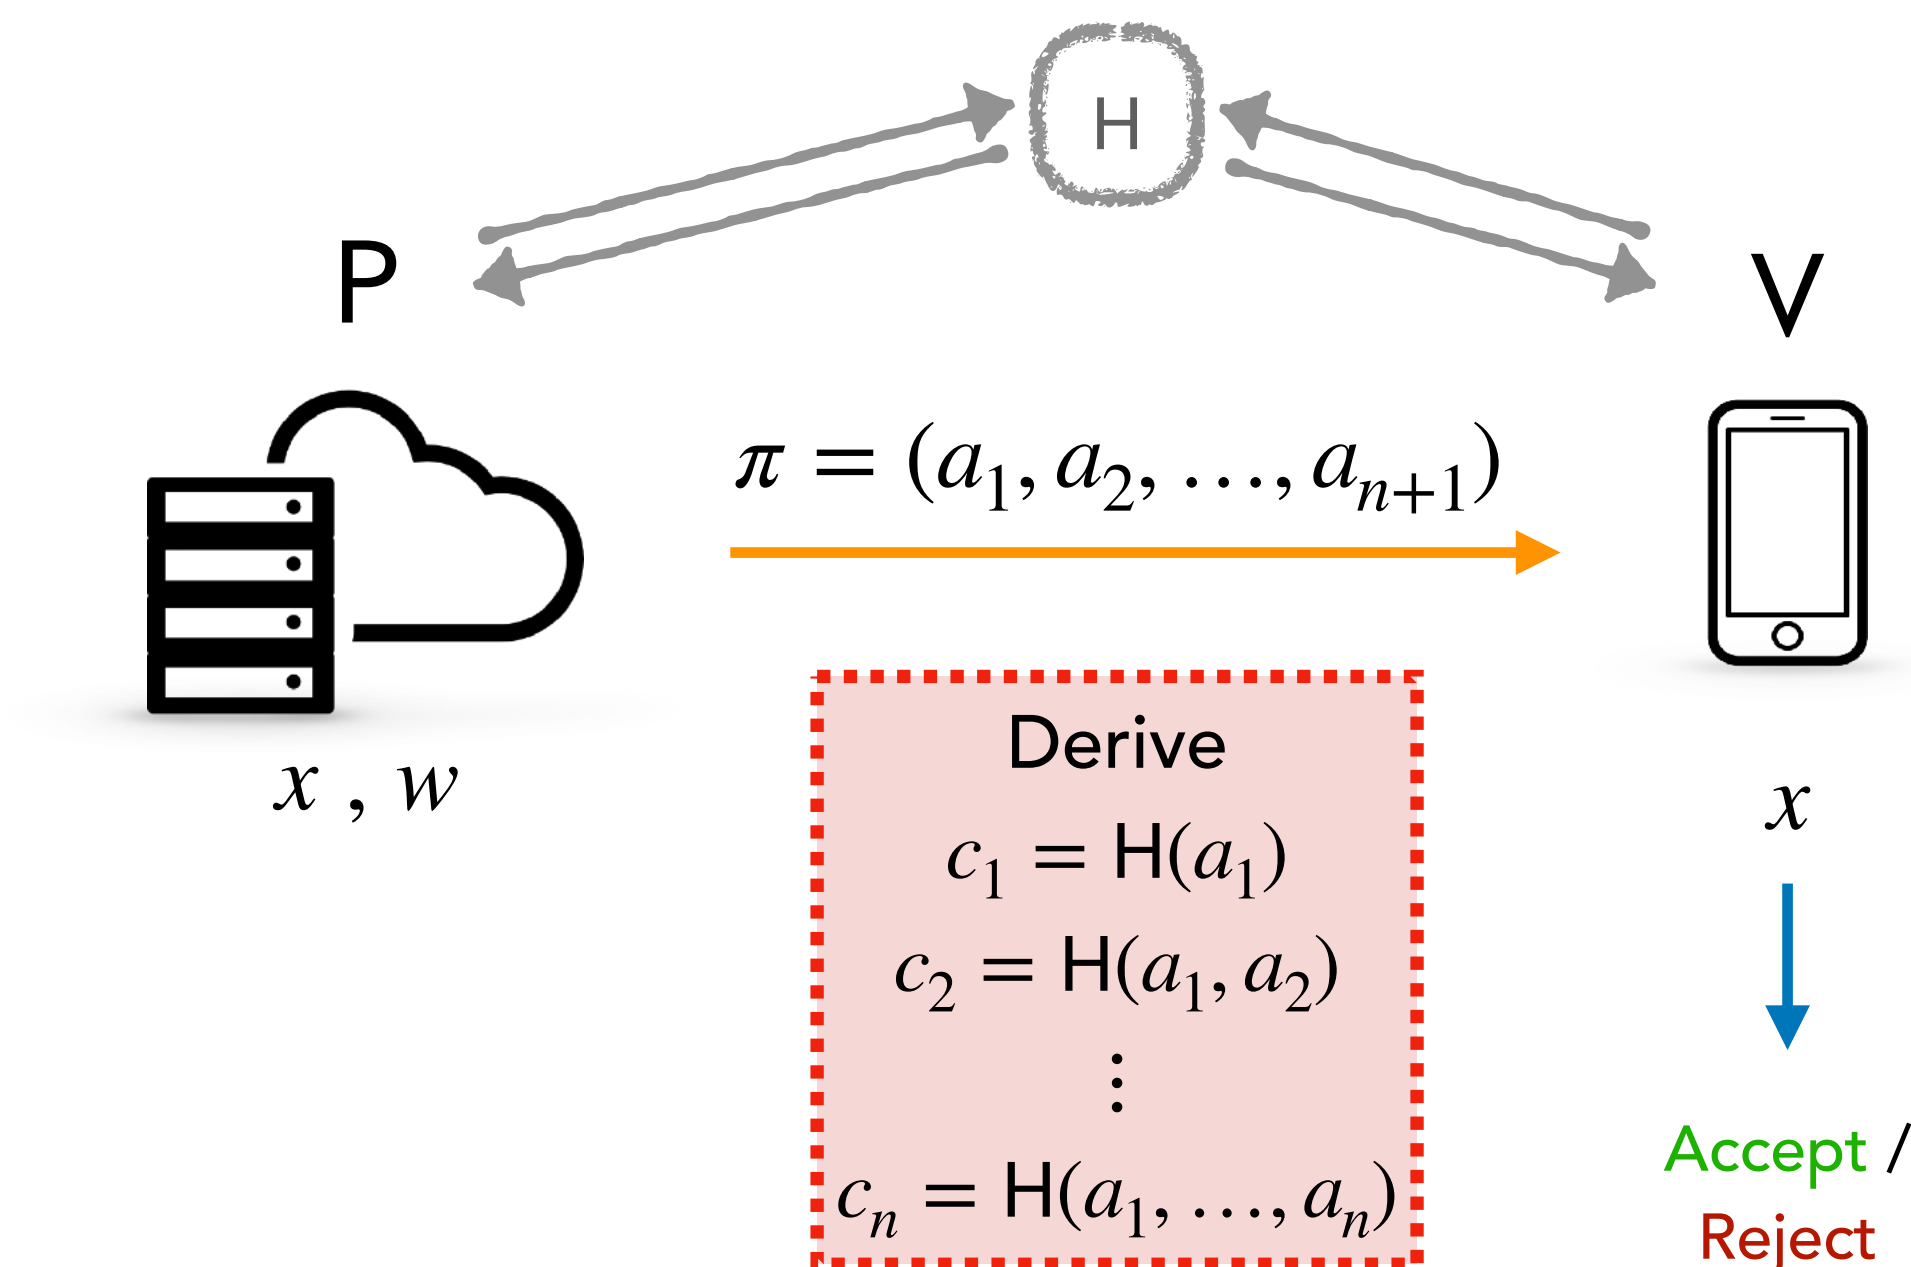 H
P
V
π = (a₁, a₂, …, aₙ₊₁)
x , w
x
Derive
c₁ = H(a₁)
c₂ = H(a₁, a₂)
⋮
cₙ = H(a₁, …, aₙ)
Accept /
Reject